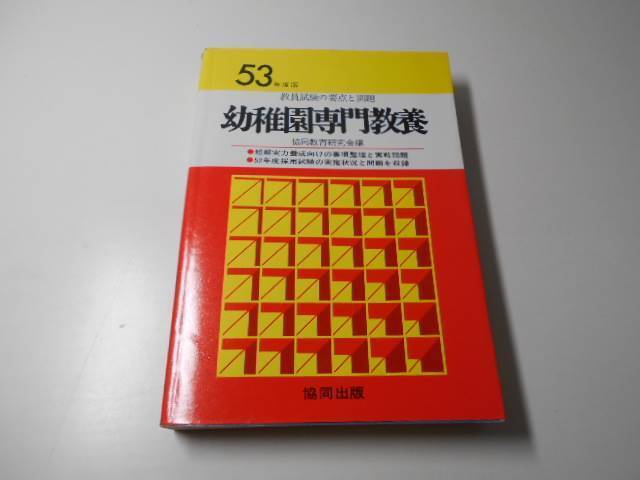 53年度版
教員試験の要点と問題
幼稚園専門教養
協同教育研究会編
●短期実力養成向けの事項整理と実戦問題
●52年度採用試験の実施状況と問題を収録
協同出版